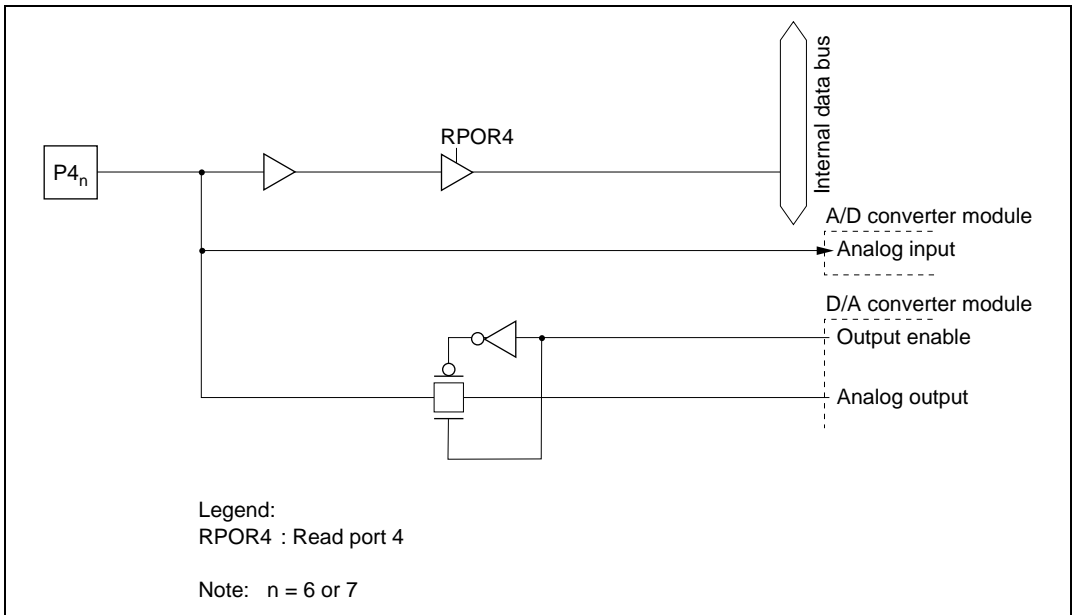 RPOR4
P4n
Internal data bus
A/D converter module
Analog input
D/A converter module
Output enable
Analog output
Legend:
RPOR4 : Read port 4
Note: n = 6 or 7